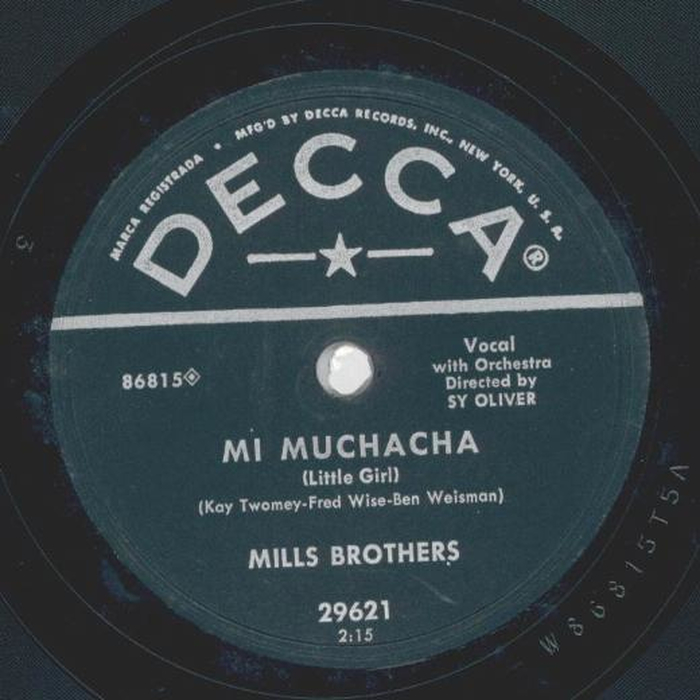 MARCA REGISTRADA • MFG'D BY DECCA RECORDS, INC., NEW YORK, U. S. A.
DECCA®
86815
Vocal
with Orchestra
Directed by
SY OLIVER
MI MUCHACHA
(Little Girl)
(Kay Twomey-Fred Wise-Ben Weisman)
MILLS BROTHERS
29621
2:15
W86815T5A
3